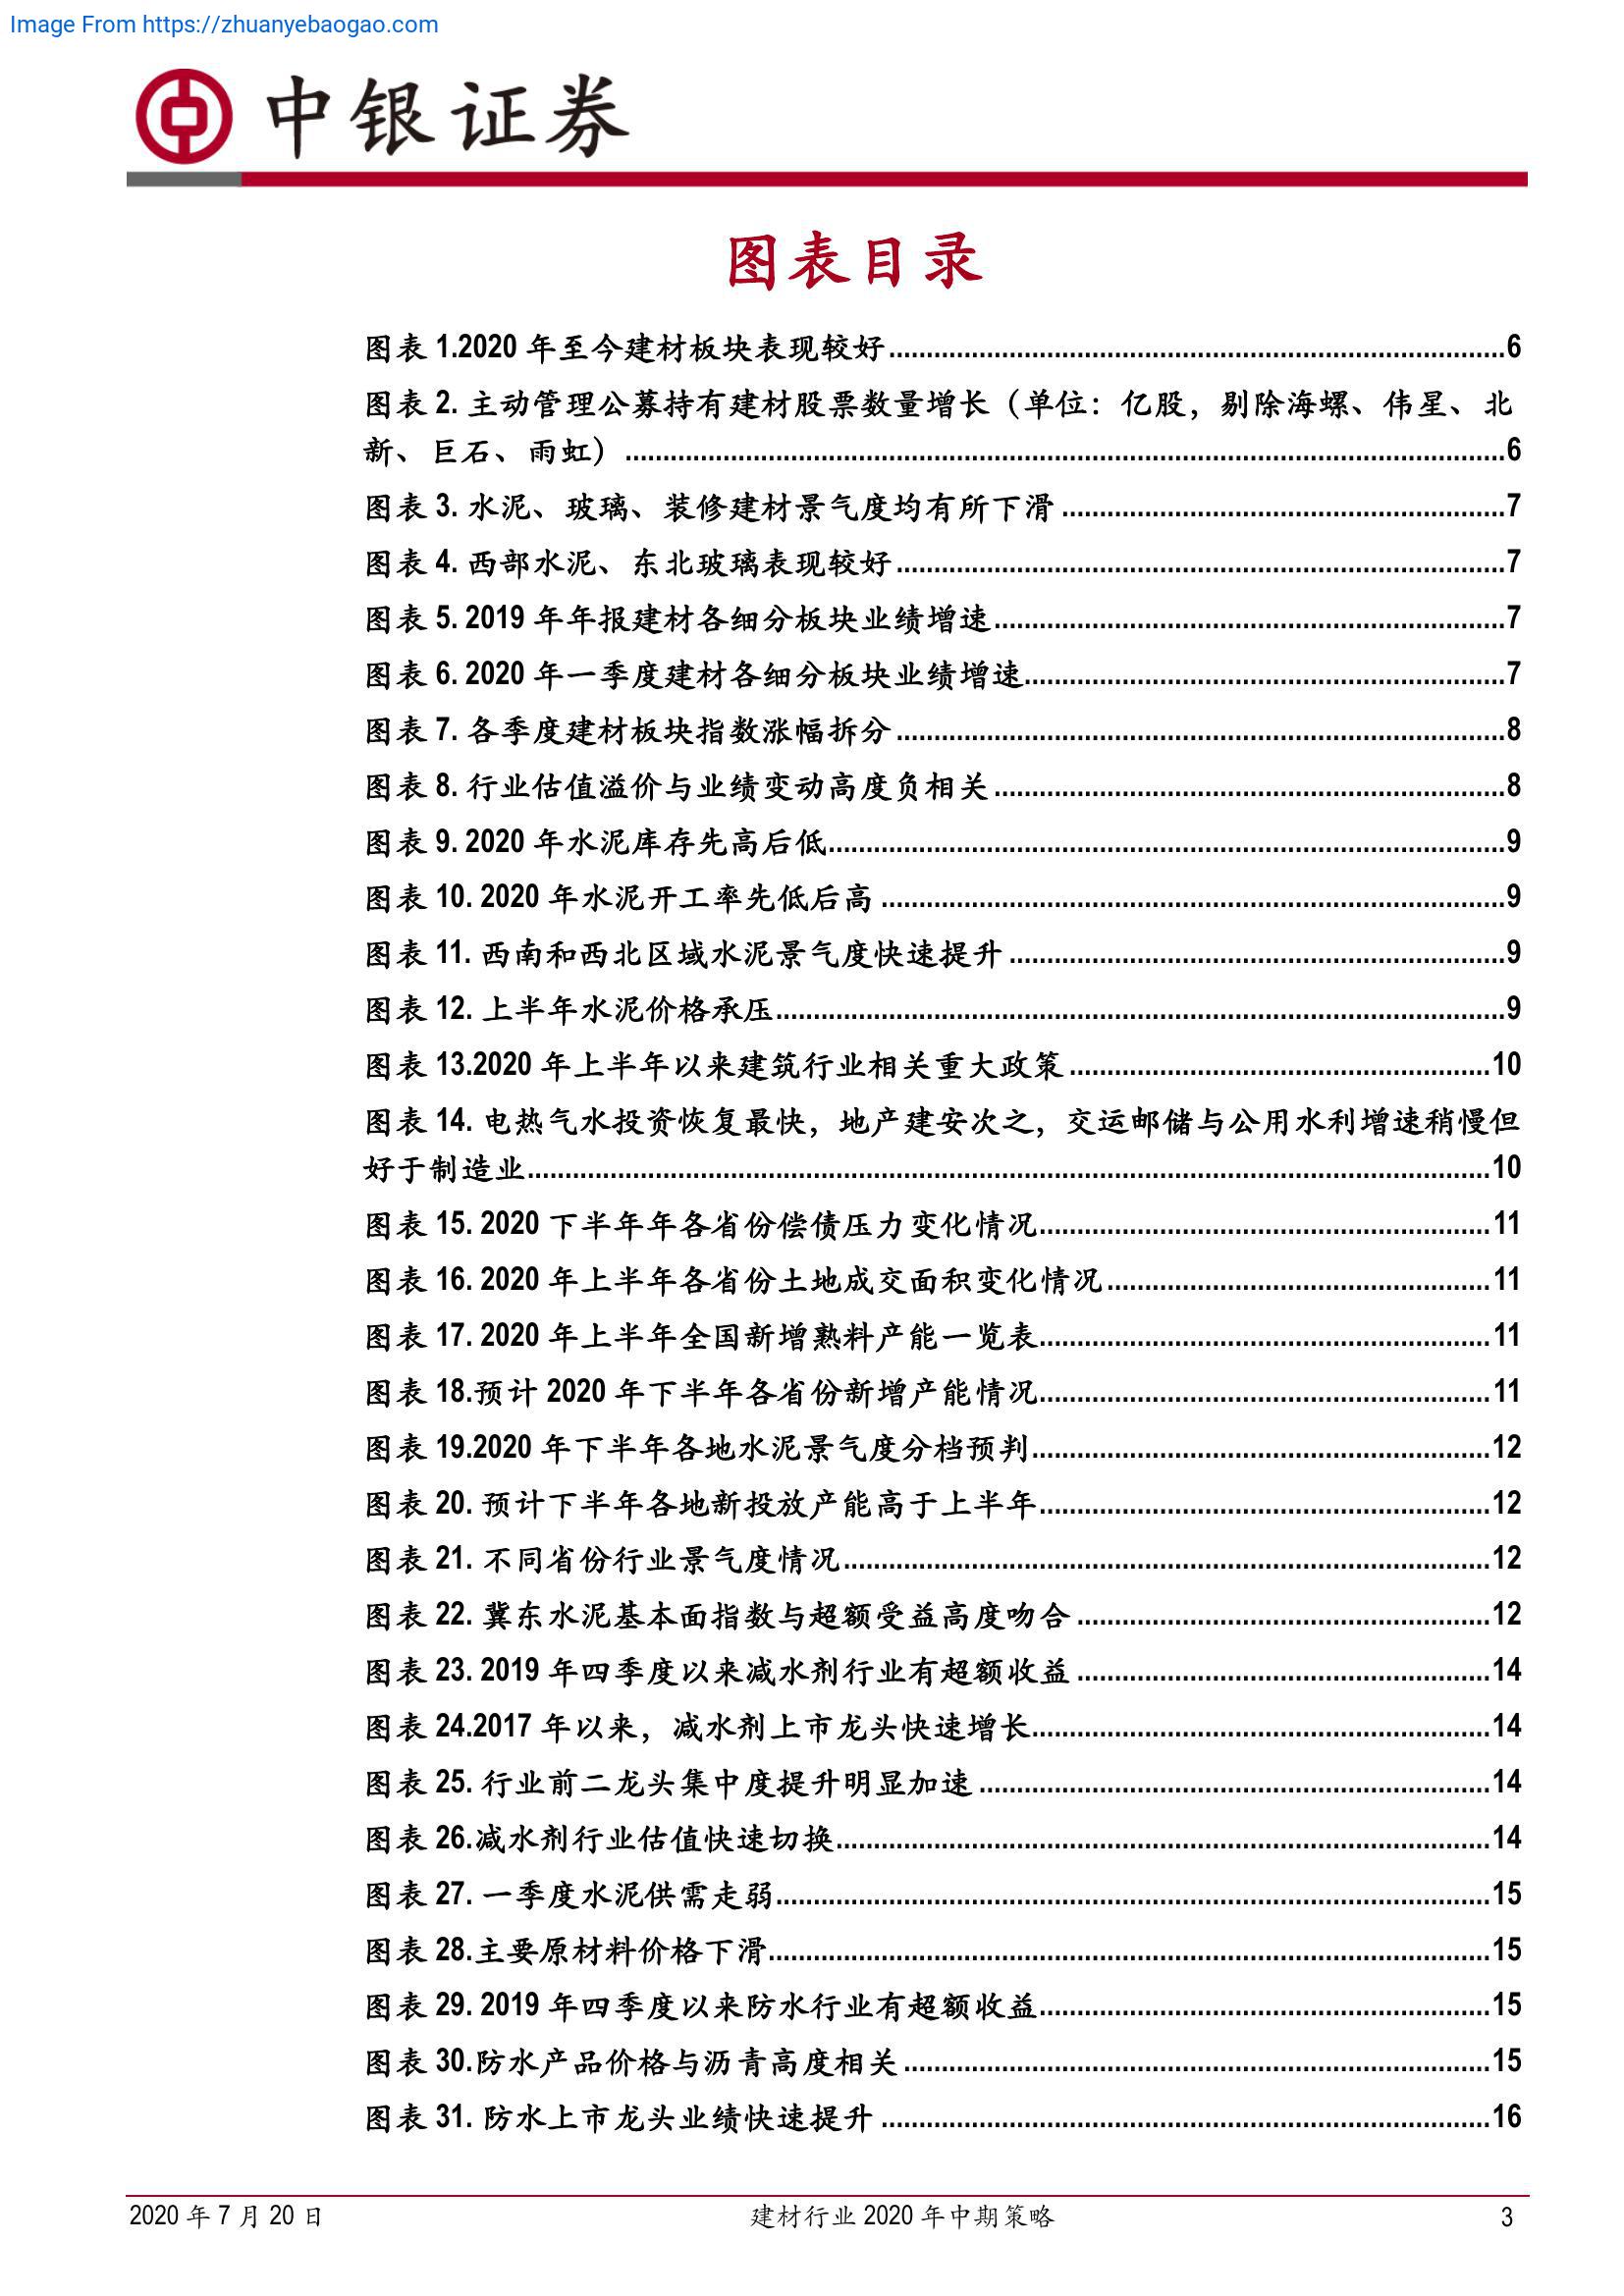 Image From https://zhuanyebaogao.com
中银证券
图表目录
图表 1.2020 年至今建材板块表现较好........6
图表 2. 主动管理公募持有建材股票数量增长（单位：亿股，剔除海螺、伟星、北
新、巨石、雨虹）........6
图表 3. 水泥、玻璃、装修建材景气度均有所下滑........7
图表 4. 西部水泥、东北玻璃表现较好........7
图表 5. 2019 年年报建材各细分板块业绩增速........7
图表 6. 2020 年一季度建材各细分板块业绩增速........7
图表 7. 各季度建材板块指数涨幅拆分........8
图表 8. 行业估值溢价与业绩变动高度负相关........8
图表 9. 2020 年水泥库存先高后低........9
图表 10. 2020 年水泥开工率先低后高........9
图表 11. 西南和西北区域水泥景气度快速提升........9
图表 12. 上半年水泥价格承压........9
图表 13.2020 年上半年以来建筑行业相关重大政策........10
图表 14. 电热气水投资恢复最快，地产建安次之，交运邮储与公用水利增速稍慢但
好于制造业........10
图表 15. 2020 下半年年各省份偿债压力变化情况........11
图表 16. 2020 年上半年各省份土地成交面积变化情况........11
图表 17. 2020 年上半年全国新增熟料产能一览表........11
图表 18.预计 2020 年下半年各省份新增产能情况........11
图表 19.2020 年下半年各地水泥景气度分档预判........12
图表 20. 预计下半年各地新投放产能高于上半年........12
图表 21. 不同省份行业景气度情况........12
图表 22. 冀东水泥基本面指数与超额受益高度吻合........12
图表 23. 2019 年四季度以来减水剂行业有超额收益........14
图表 24.2017 年以来，减水剂上市龙头快速增长........14
图表 25. 行业前二龙头集中度提升明显加速........14
图表 26.减水剂行业估值快速切换........14
图表 27. 一季度水泥供需走弱........15
图表 28.主要原材料价格下滑........15
图表 29. 2019 年四季度以来防水行业有超额收益........15
图表 30.防水产品价格与沥青高度相关........15
图表 31. 防水上市龙头业绩快速提升........16
2020 年 7 月 20 日
建材行业 2020 年中期策略
3